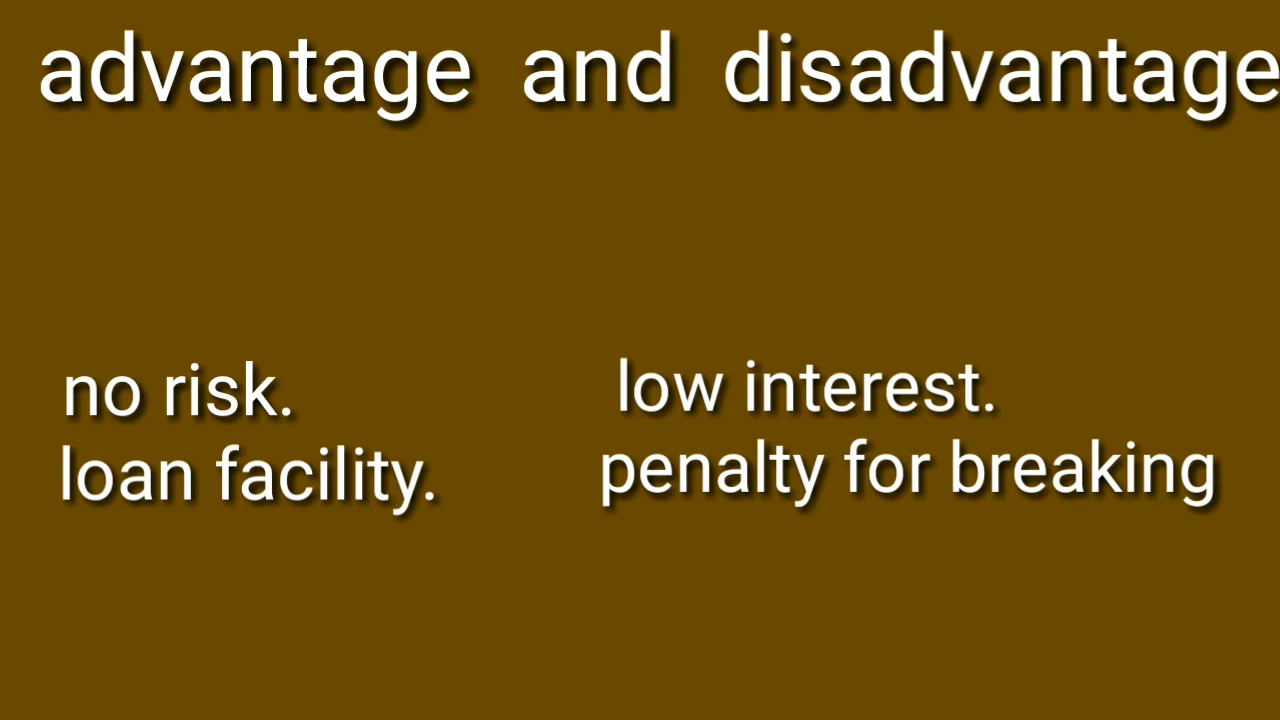 advantage and disadvantage
no risk.
loan facility.
low interest.
penalty for breaking